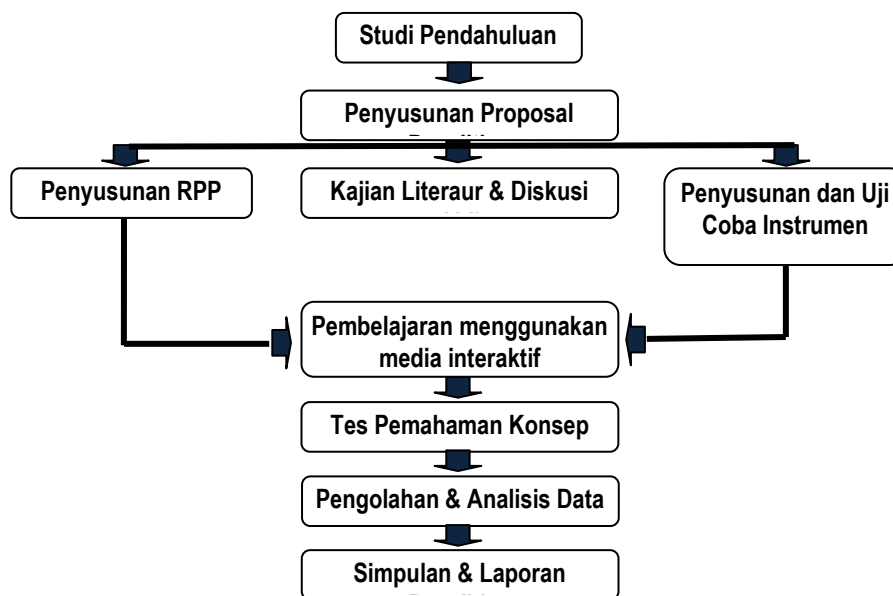 Studi Pendahuluan
Penyusunan Proposal
Penyusunan RPP
Kajian Literaur & Diskusi
Penyusunan dan Uji
Coba Instrumen
Pembelajaran menggunakan
media interaktif
Tes Pemahaman Konsep
Pengolahan & Analisis Data
Simpulan & Laporan